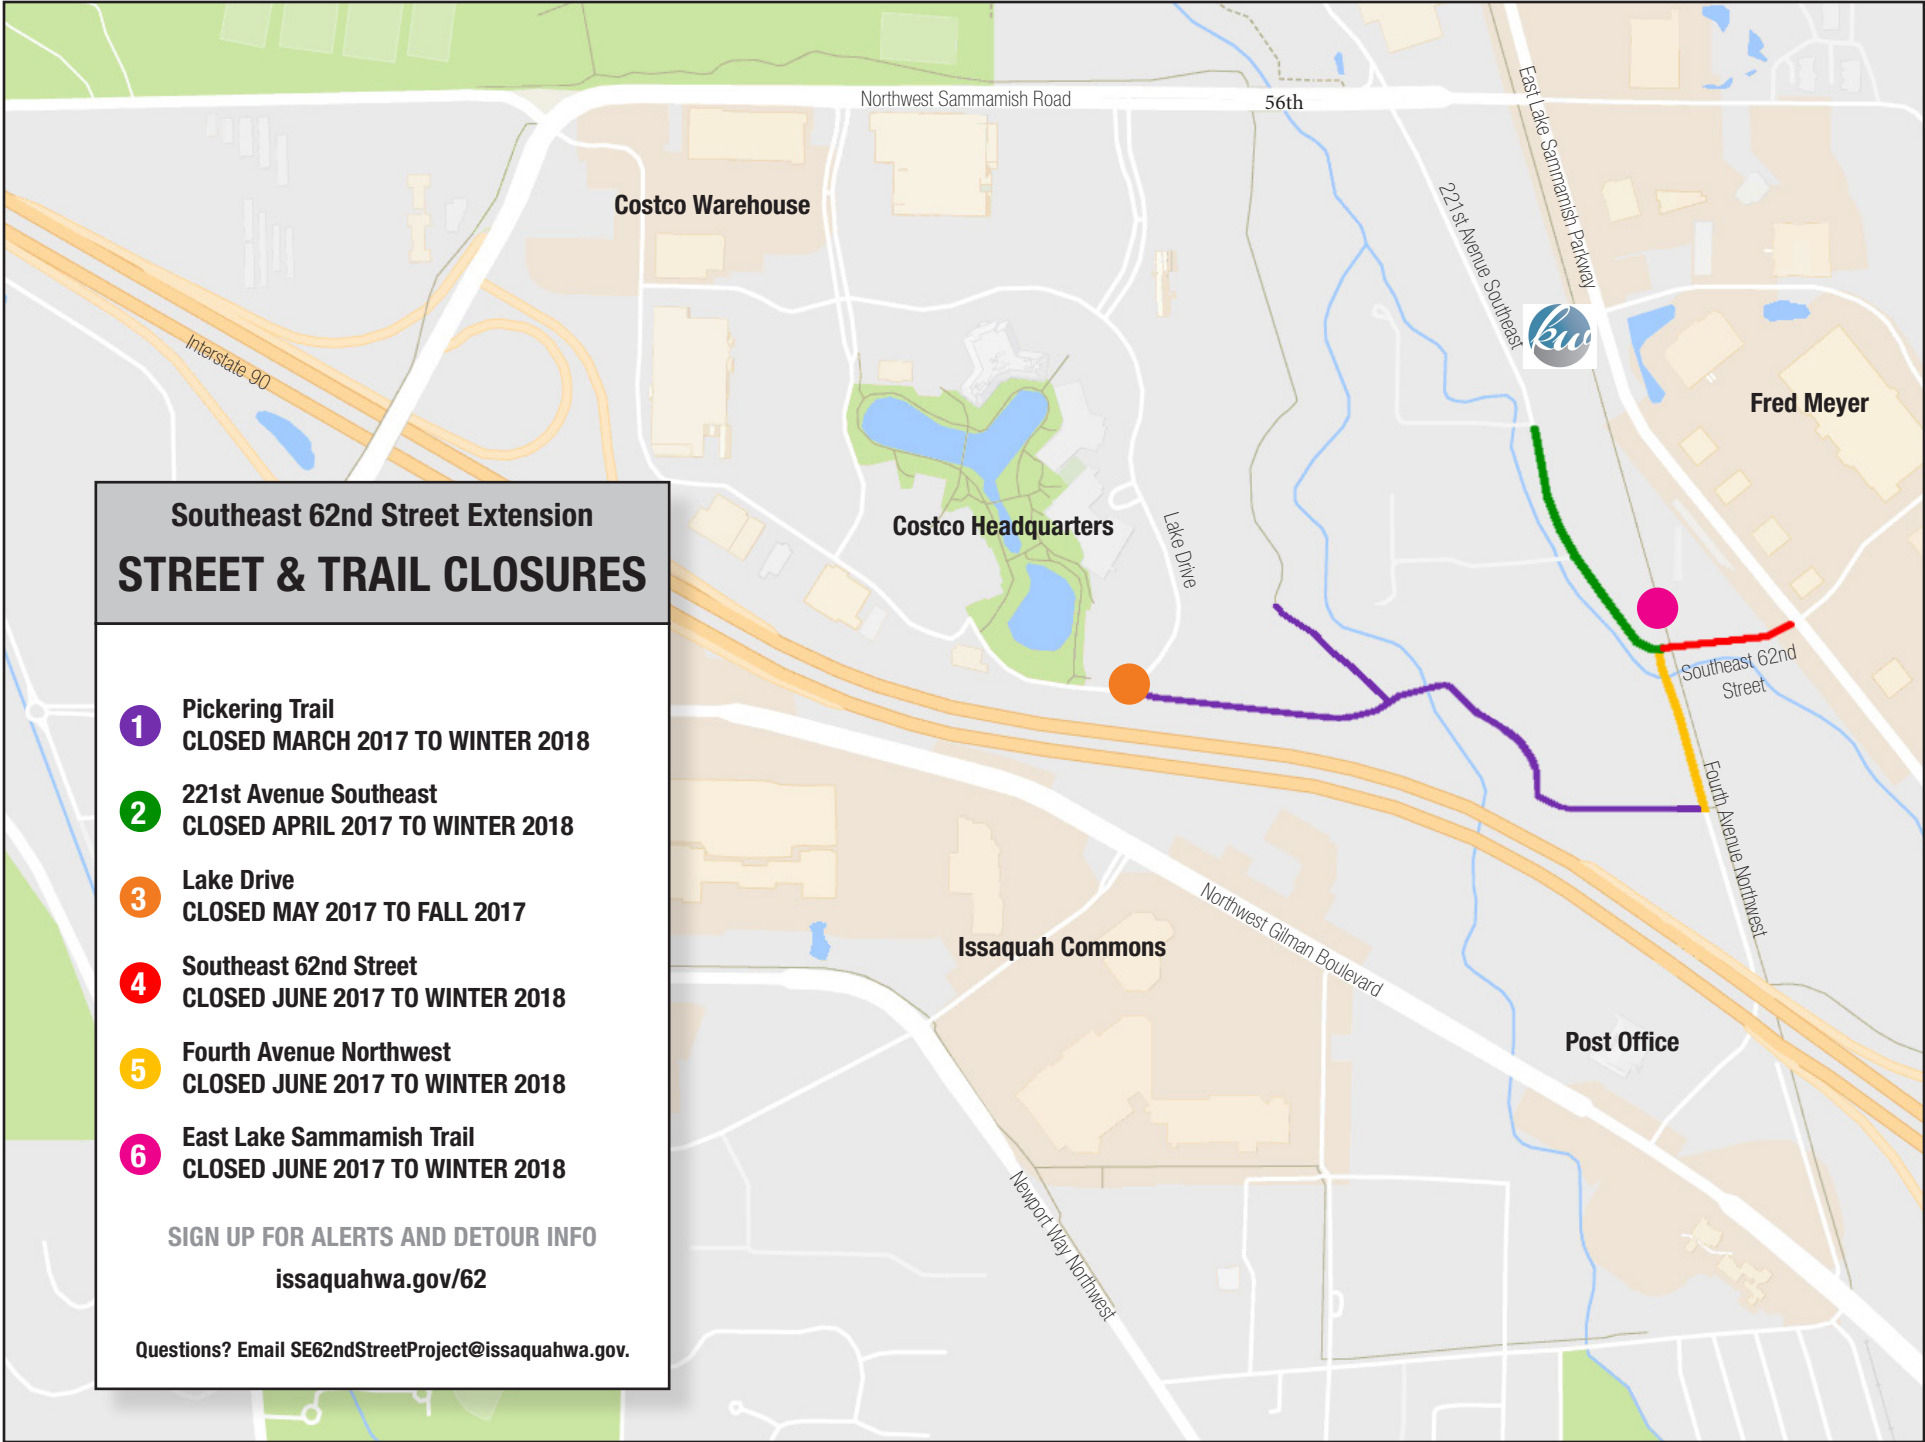 Northwest Sammamish Road
56th
East Lake Sammamish Parkway
221st Avenue Southeast
Costco Warehouse
Interstate 90
kw
Fred Meyer
Costco Headquarters
Lake Drive
Southeast 62nd
Street
Fourth Avenue Northwest
Northwest Gilman Boulevard
Issaquah Commons
Post Office
Newport Way Northwest
Southeast 62nd Street Extension
STREET & TRAIL CLOSURES
1
Pickering Trail
CLOSED MARCH 2017 TO WINTER 2018
2
221st Avenue Southeast
CLOSED APRIL 2017 TO WINTER 2018
3
Lake Drive
CLOSED MAY 2017 TO FALL 2017
4
Southeast 62nd Street
CLOSED JUNE 2017 TO WINTER 2018
5
Fourth Avenue Northwest
CLOSED JUNE 2017 TO WINTER 2018
6
East Lake Sammamish Trail
CLOSED JUNE 2017 TO WINTER 2018
SIGN UP FOR ALERTS AND DETOUR INFO
issaquahwa.gov/62
Questions? Email SE62ndStreetProject@issaquahwa.gov.